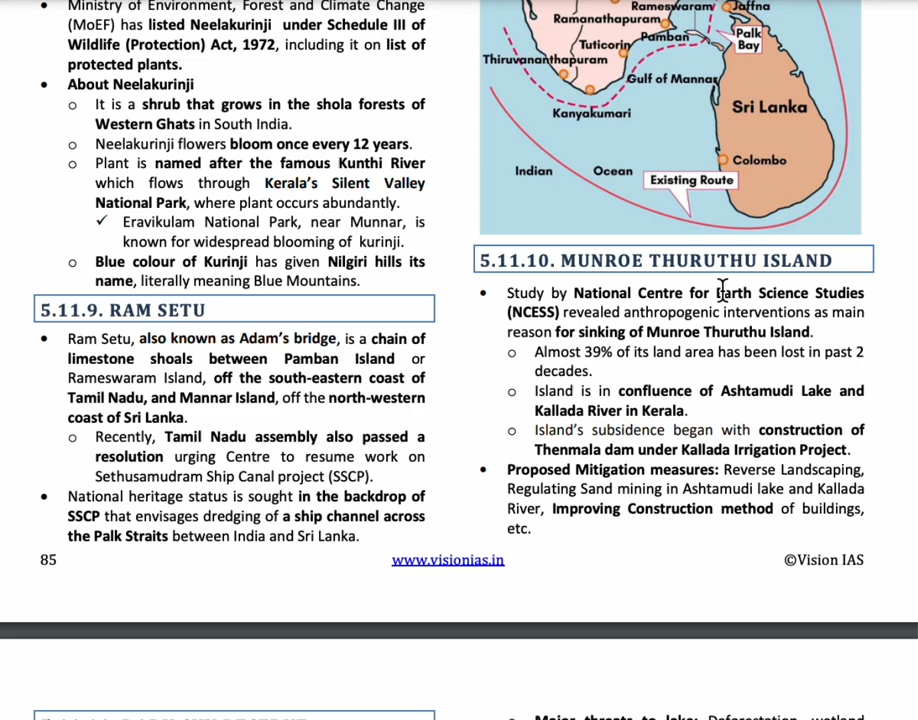 • Ministry of Environment, Forest and Climate Change
(MoEF) has listed Neelakurinji under Schedule III of
Wildlife (Protection) Act, 1972, including it on list of
protected plants.
• About Neelakurinji
o It is a shrub that grows in the shola forests of
Western Ghats in South India.
o Neelakurinji flowers bloom once every 12 years.
o Plant is named after the famous Kunthi River
which flows through Kerala's Silent Valley
National Park, where plant occurs abundantly.
✓ Eravikulam National Park, near Munnar, is
known for widespread blooming of kurinji.
o Blue colour of Kurinji has given Nilgiri hills its
name, literally meaning Blue Mountains.
5.11.9. RAM SETU
• Ram Setu, also known as Adam's bridge, is a chain of
limestone shoals between Pamban Island or
Rameswaram Island, off the south-eastern coast of
Tamil Nadu, and Mannar Island, off the north-western
coast of Sri Lanka.
o Recently, Tamil Nadu assembly also passed a
resolution urging Centre to resume work on
Sethusamudram Ship Canal project (SSCP).
• National heritage status is sought in the backdrop of
SSCP that envisages dredging of a ship channel across
the Palk Straits between India and Sri Lanka.
Rameswaram
Jaffna
Ramanathapuram
Palk
Bay
Pamban
Tuticorin
Thiruvananthapuram
Gulf of Mannar
Kanyakumari
Sri Lanka
Colombo
Indian Ocean
Existing Route
5.11.10. MUNROE THURUTHU ISLAND
• Study by National Centre for Earth Science Studies
(NCESS) revealed anthropogenic interventions as main
reason for sinking of Munroe Thuruthu Island.
o Almost 39% of its land area has been lost in past 2
decades.
o Island is in confluence of Ashtamudi Lake and
Kallada River in Kerala.
o Island's subsidence began with construction of
Thenmala dam under Kallada Irrigation Project.
• Proposed Mitigation measures: Reverse Landscaping,
Regulating Sand mining in Ashtamudi lake and Kallada
River, Improving Construction method of buildings,
etc.
85 www.visionias.in ©Vision IAS